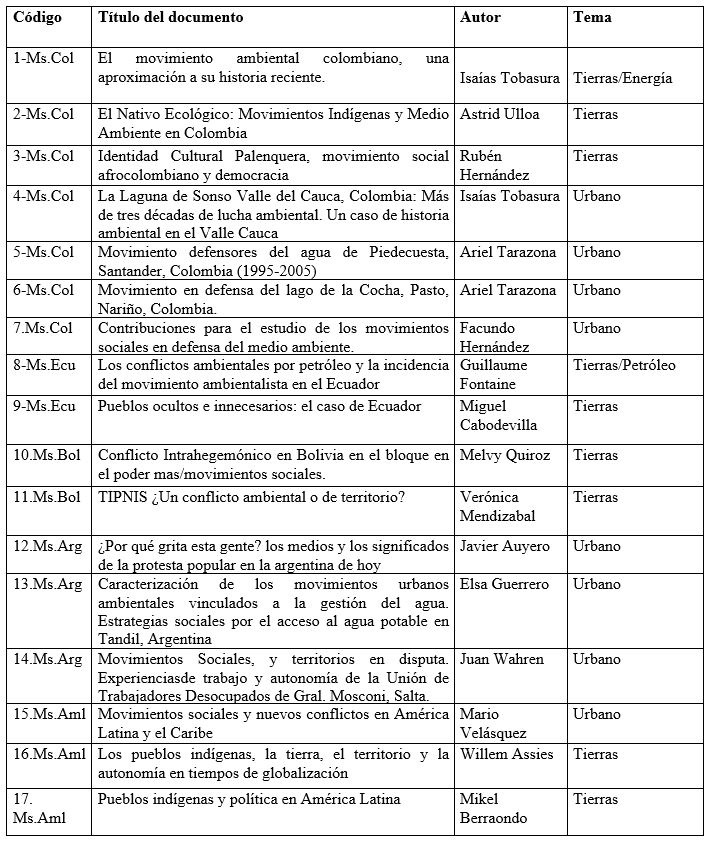 Código Título del documento Autor Tema
1-Ms.Col El movimiento ambiental colombiano, una
aproximación a su historia reciente. Isaías Tobasura Tierras/Energía
2-Ms.Col El Nativo Ecológico: Movimientos Indígenas y Medio Astrid Ulloa Tierras
Ambiente en Colombia
3-Ms.Col Identidad Cultural Palenquera, movimiento social Rubén Tierras
afrocolombiano y democracia Hernández
4-Ms.Col La Laguna de Sonso Valle del Cauca, Colombia: Más Isaías Tobasura Urbano
de tres décadas de lucha ambiental. Un caso de historia
ambiental en el Valle Cauca
5-Ms.Col Movimiento defensores del agua de Piedecuesta, Ariel Tarazona Urbano
Santander, Colombia (1995-2005)
6-Ms.Col Movimiento en defensa del lago de la Cocha, Pasto, Ariel Tarazona Urbano
Nariño, Colombia.
7.Ms.Col Contribuciones para el estudio de los movimientos Facundo Urbano
sociales en defensa del medio ambiente. Hernández
8-Ms.Ecu Los conflictos ambientales por petróleo y la incidencia Guillaume Tierras/Petróleo
del movimiento ambientalista en el Ecuador Fontaine
9-Ms.Ecu Pueblos ocultos e innecesarios: el caso de Ecuador Miguel Tierras
Cabodevilla
10.Ms.Bol Conflicto Intrahegemónico en Bolivia en el bloque en Melvy Quiroz Tierras
el poder mas/movimientos sociales.
11.Ms.Bol TIPNIS ¿Un conflicto ambiental o de territorio? Verónica Tierras
Mendizabal
12.Ms.Arg ¿Por qué grita esta gente? los medios y los significados Javier Auyero Urbano
de la protesta popular en la argentina de hoy
13.Ms.Arg Caracterización de los movimientos urbanos Elsa Guerrero Urbano
ambientales vinculados a la gestión del agua.
Estrategias sociales por el acceso al agua potable en
Tandil, Argentina
14.Ms.Arg Movimientos Sociales, y territorios en disputa. Juan Wahren Urbano
Experienciasde trabajo y autonomía de la Unión de
Trabajadores Desocupados de Gral. Mosconi, Salta.
15.Ms.Aml Movimientos sociales y nuevos conflictos en América Mario Urbano
Latina y el Caribe Velásquez
16.Ms.Aml Los pueblos indígenas, la tierra, el territorio y la Willem Assies Tierras
autonomía en tiempos de globalización
17. Pueblos indígenas y política en América Latina Mikel Tierras
Ms.Aml Berraondo